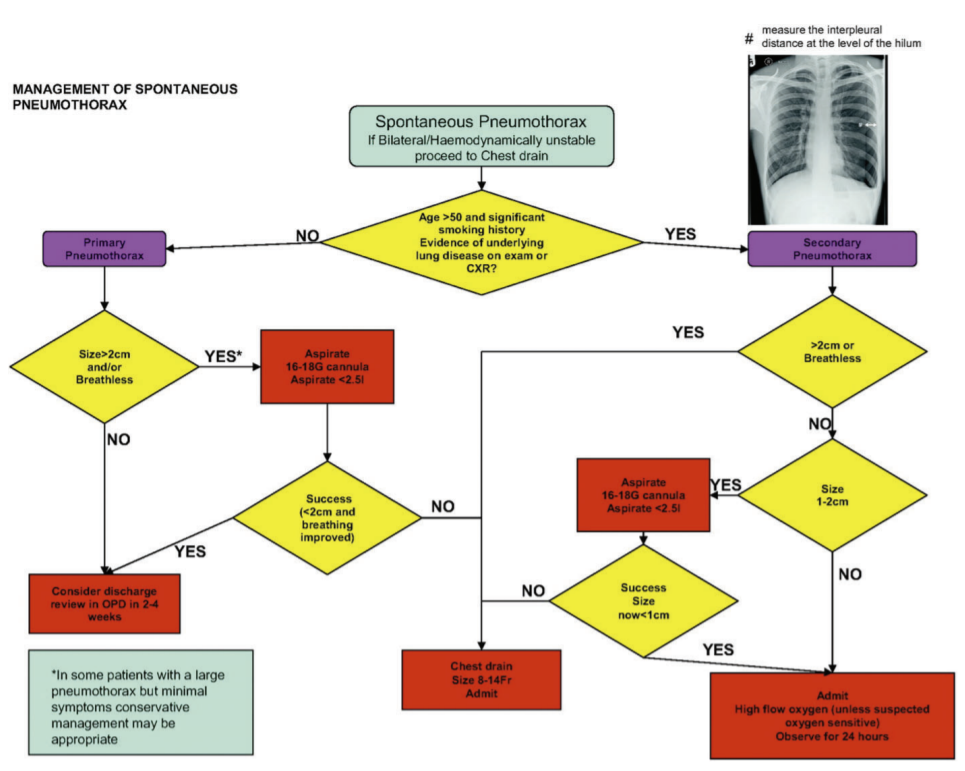 # measure the interpleural
distance at the level of the hilum
MANAGEMENT OF SPONTANEOUS
PNEUMOTHORAX
Spontaneous Pneumothorax
If Bilateral/Haemodynamically unstable
proceed to Chest drain
Age >50 and significant
smoking history
Evidence of underlying
lung disease on exam or
CXR?
NO
YES
Primary
Pneumothorax
Secondary
Pneumothorax
Size>2cm
and/or
Breathless
YES*
Aspirate
16-18G cannula
Aspirate <2.5l
YES
>2cm or
Breathless
NO
NO
Success
(<2cm and
breathing
improved)
NO
YES
Aspirate
16-18G cannula
Aspirate <2.5l
YES
Size
1-2cm
NO
Success
Size
now<1cm
NO
YES
Consider discharge
review in OPD in 2-4
weeks
Chest drain
Size 8-14Fr
Admit
Admit
High flow oxygen (unless suspected
oxygen sensitive)
Observe for 24 hours
*In some patients with a large
pneumothorax but minimal
symptoms conservative
management may be
appropriate